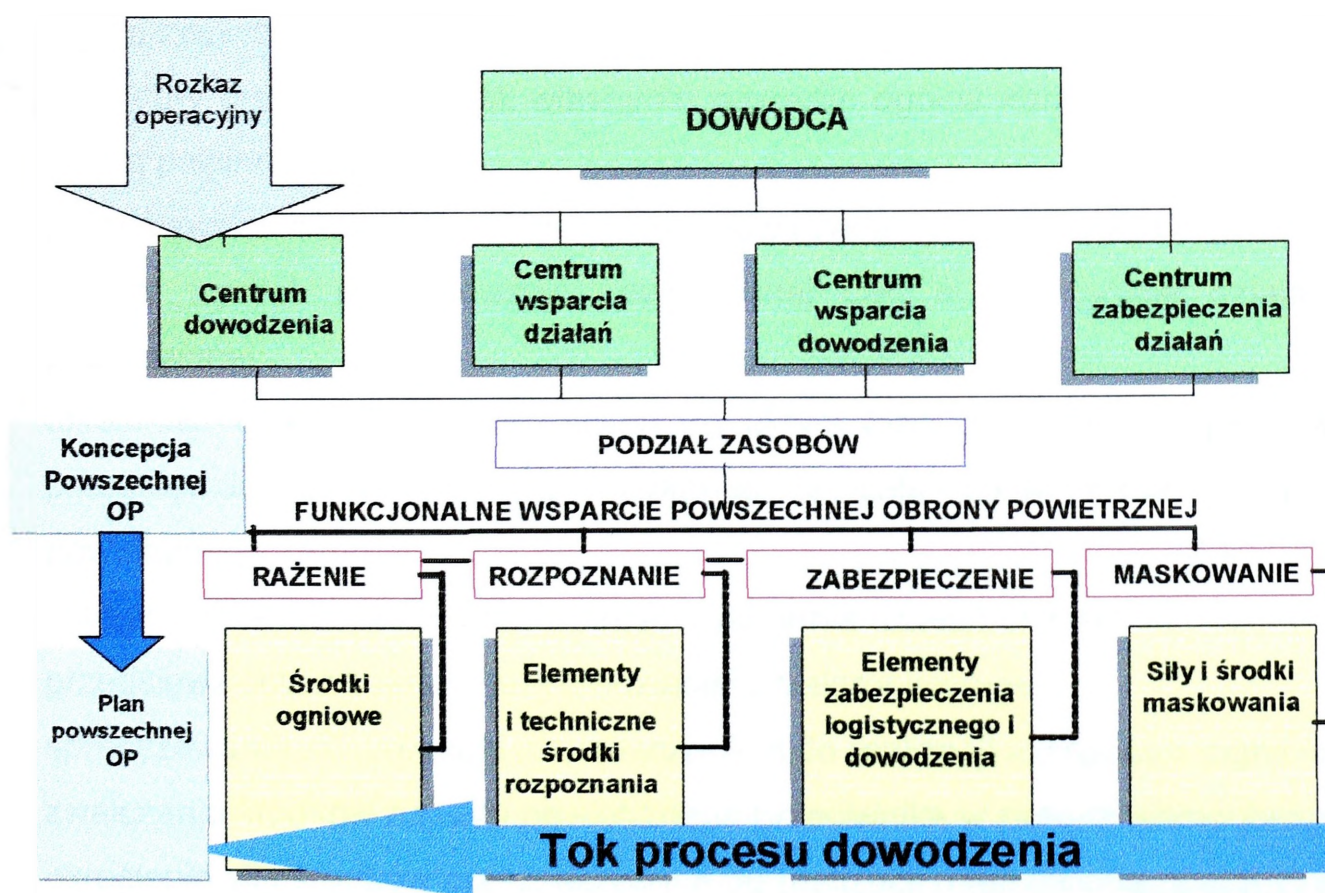 Rozkaz
operacyjny
DOWÓDCA
Centrum
dowodzenia
Centrum
wsparcia
działań
Centrum
wsparcia
dowodzenia
Centrum
zabezpieczenia
działań
PODZIAŁ ZASOBÓW
Koncepcja
Powszechnej
OP
FUNKCJONALNE WSPARCIE POWSZECHNEJ OBRONY POWIETRZNEJ
RAŻENIE
ROZPOZNANIE
ZABEZPIECZENIE
MASKOWANIE
Plan
powszechnej
OP
Środki
ogniowe
Elementy
i techniczne
środki
rozpoznania
Elementy
zabezpieczenia
logistycznego i
dowodzenia
Siły i środki
maskowania
Tok procesu dowodzenia